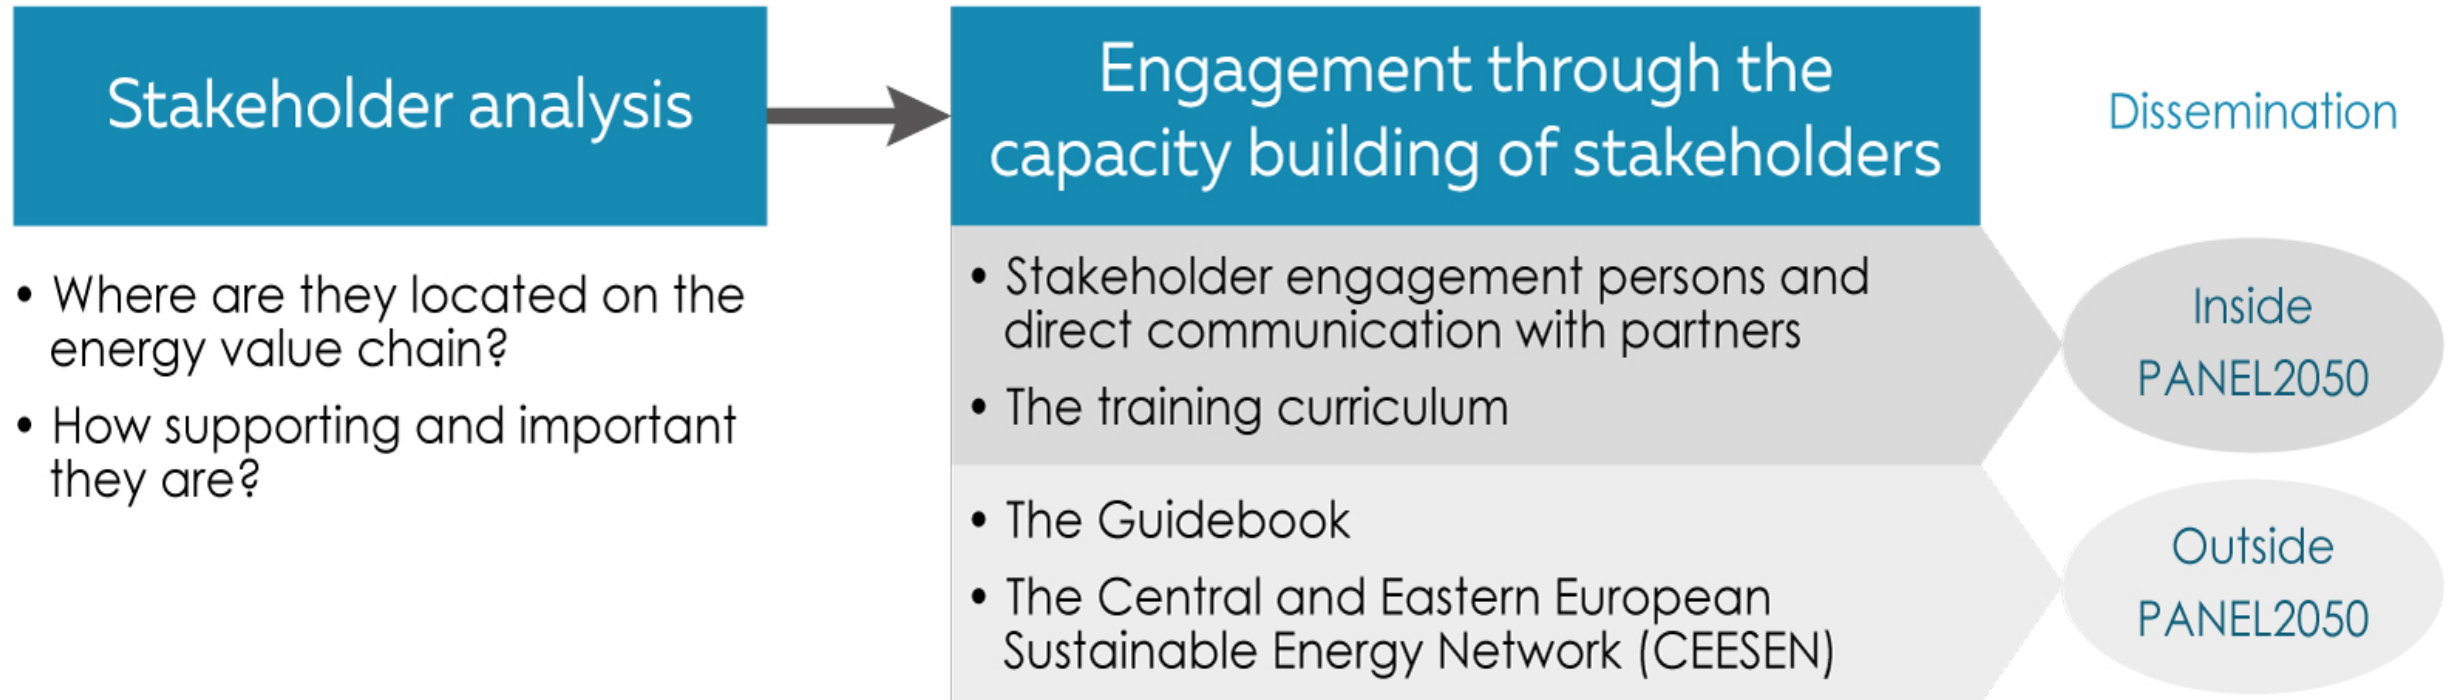 Stakeholder analysis
• Where are they located on the
energy value chain?
• How supporting and important
they are?
Engagement through the
capacity building of stakeholders
• Stakeholder engagement persons and
direct communication with partners
• The training curriculum
• The Guidebook
• The Central and Eastern European
Sustainable Energy Network (CEESEN)
Dissemination
Inside
PANEL2050
Outside
PANEL2050